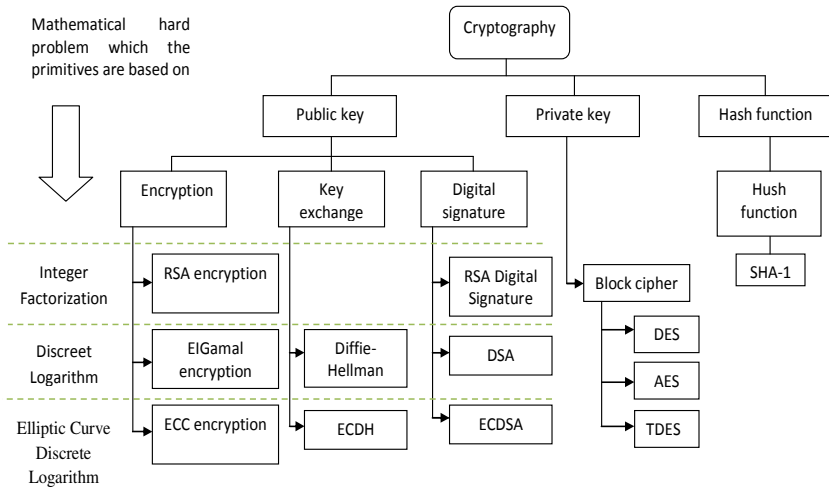 Mathematical hard
problem which the
primitives are based on
Cryptography
Public key
Private key
Hash function
Encryption
Key
exchange
Digital
signature
Hush
function
Integer
Factorization
RSA encryption
RSA Digital
Signature
Block cipher
SHA-1
Discreet
Logarithm
EIGamal
encryption
Diffie-
Hellman
DSA
DES
AES
Elliptic Curve
Discrete
Logarithm
ECC encryption
ECDH
ECDSA
TDES